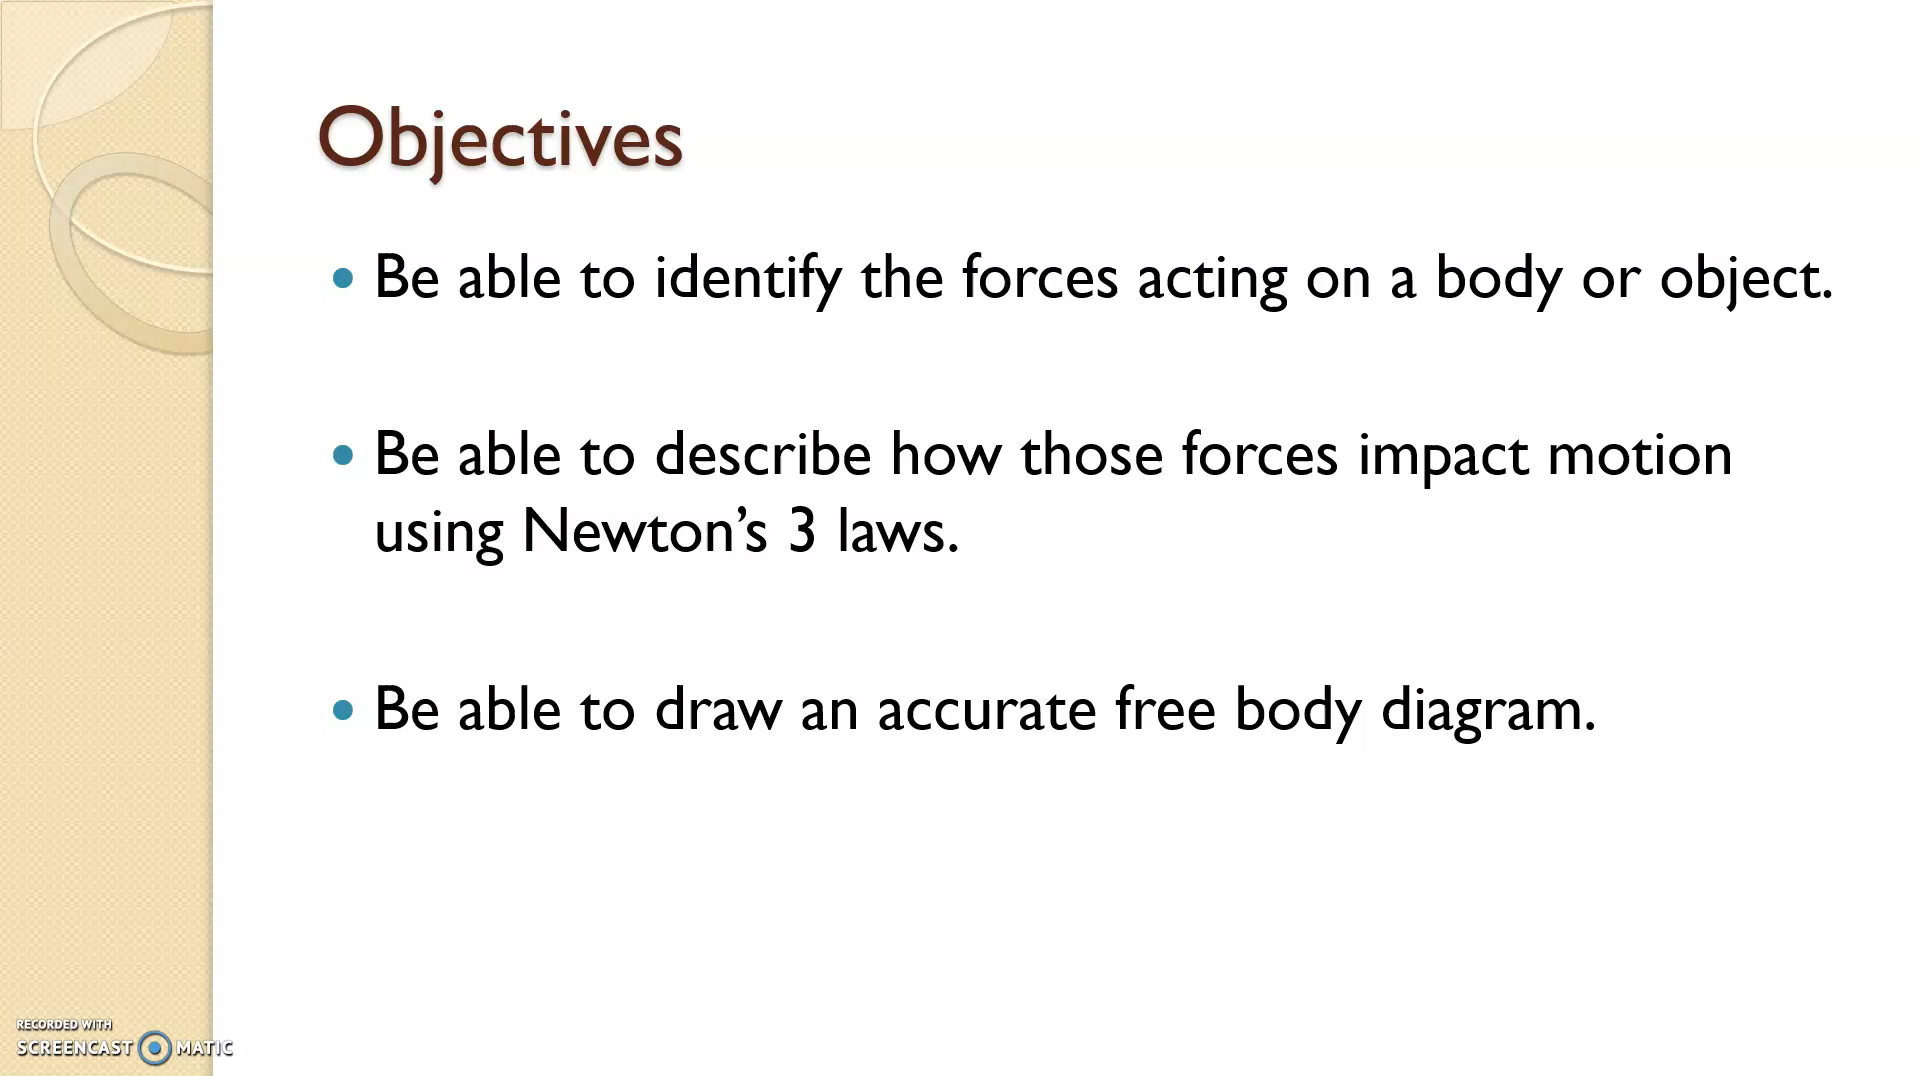 Objectives
• Be able to identify the forces acting on a body or object.
• Be able to describe how those forces impact motion
using Newton’s 3 laws.
• Be able to draw an accurate free body diagram.
RECORDED WITH
SCREENCAST MATIC